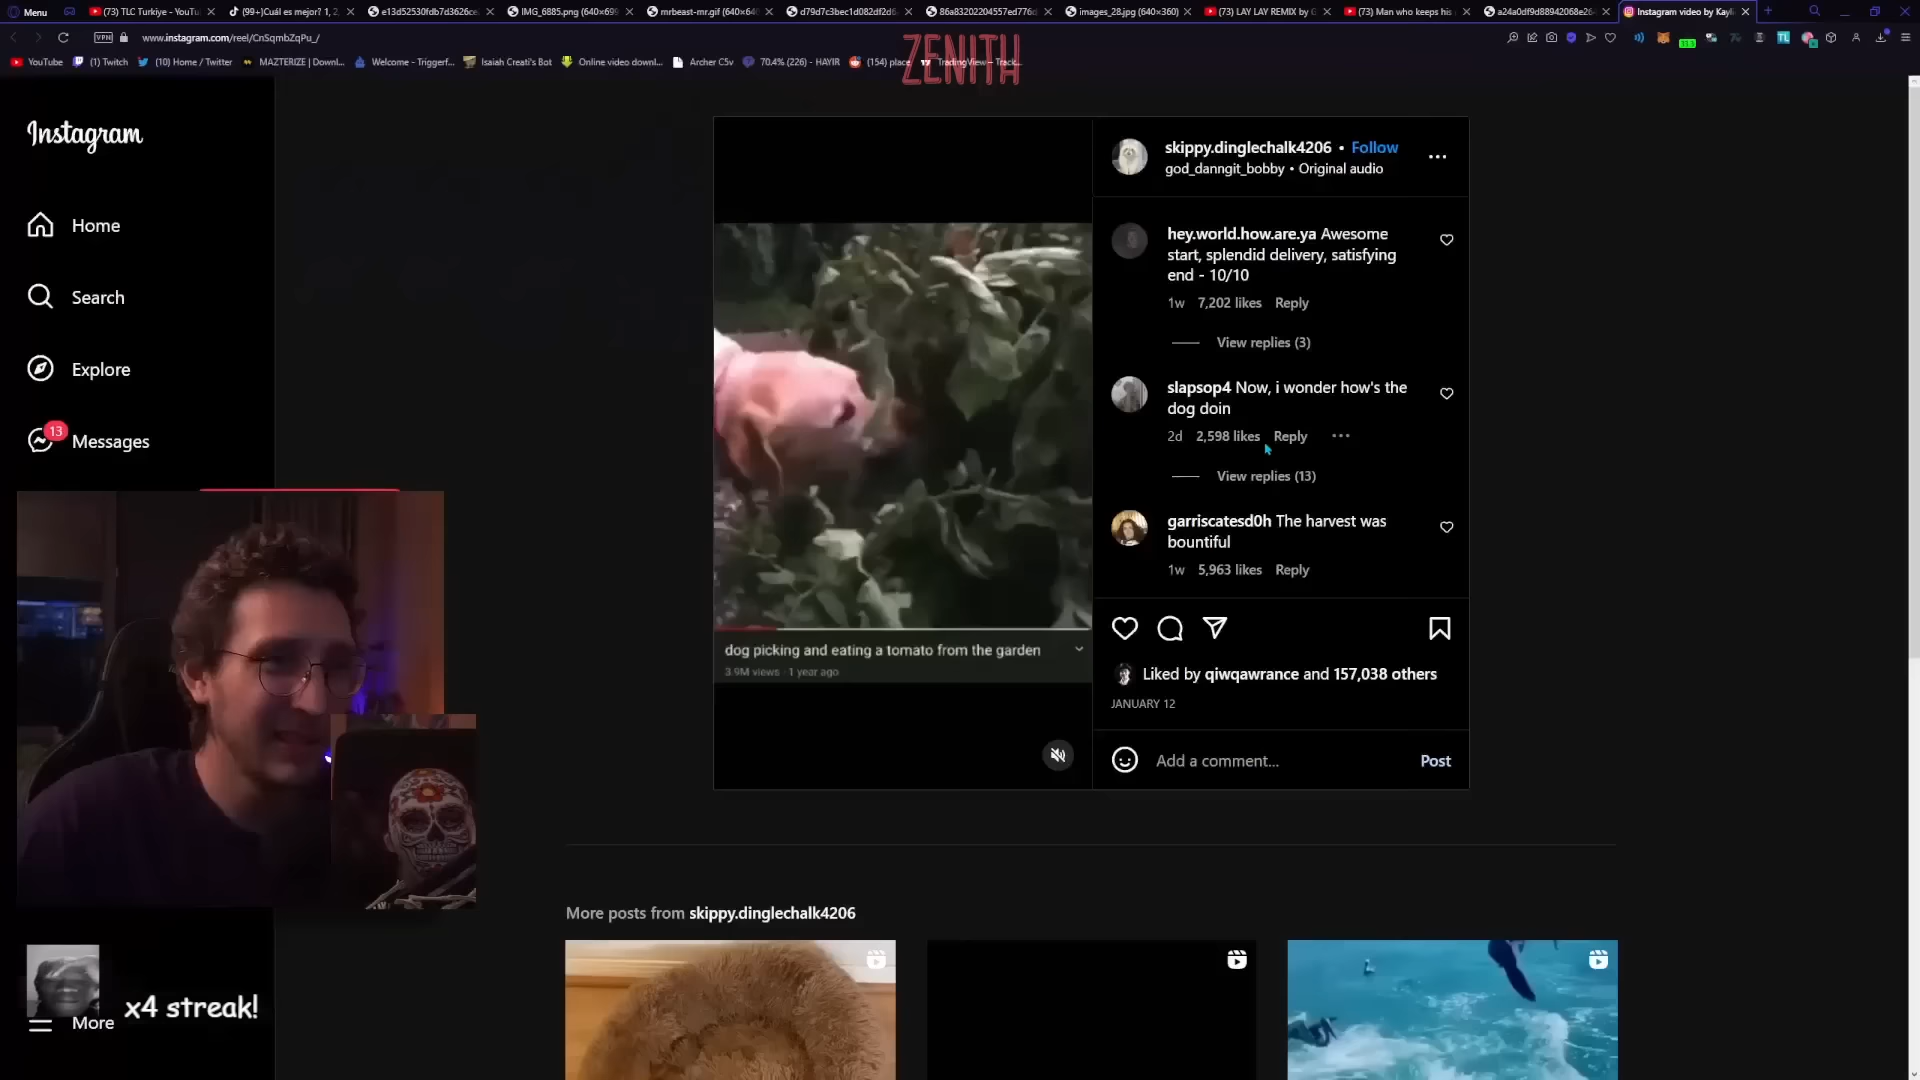 Menu
(73) TLC Turkiye - YouTu
(99+)Cuál es mejor? 1, 2,
e13d52530fdb7d3626ce
IMG_6885.png (640×699
mrbeast-mr.gif (640×64
d79d7c3bec1d082df2d6
86a83202204557ed776d
images_28.jpg (640×360)
(73) LAY LAY REMIX by G
(73) Man who keeps his
a24a0df9d88942068e26
Instagram video by Kayl
VPN
www.instagram.com/reel/CnSqmbZqPu_/
YouTube
(1) Twitch
(10) Home / Twitter
MAZTERIZE | Downl...
Welcome - Triggerf...
Isaiah Creati's Bot
Online video downl...
Archer C5v
70.4% (226) - HAYIR
(154) place
TradingView – Track...
ZENITH
Instagram
Home
Search
Explore
13
Messages
skippy.dinglechalk4206 • Follow
god_danngit_bobby • Original audio
hey.world.how.are.ya Awesome
start, splendid delivery, satisfying
end - 10/10
1w 7,202 likes Reply
View replies (3)
slapsop4 Now, i wonder how's the
dog doin
2d 2,598 likes Reply
View replies (13)
garriscatesd0h The harvest was
bountiful
1w 5,963 likes Reply
dog picking and eating a tomato from the garden
3.9M views · 1 year ago
Liked by qiwqawrance and 157,038 others
JANUARY 12
Add a comment...
Post
More posts from skippy.dinglechalk4206
x4 streak!
More